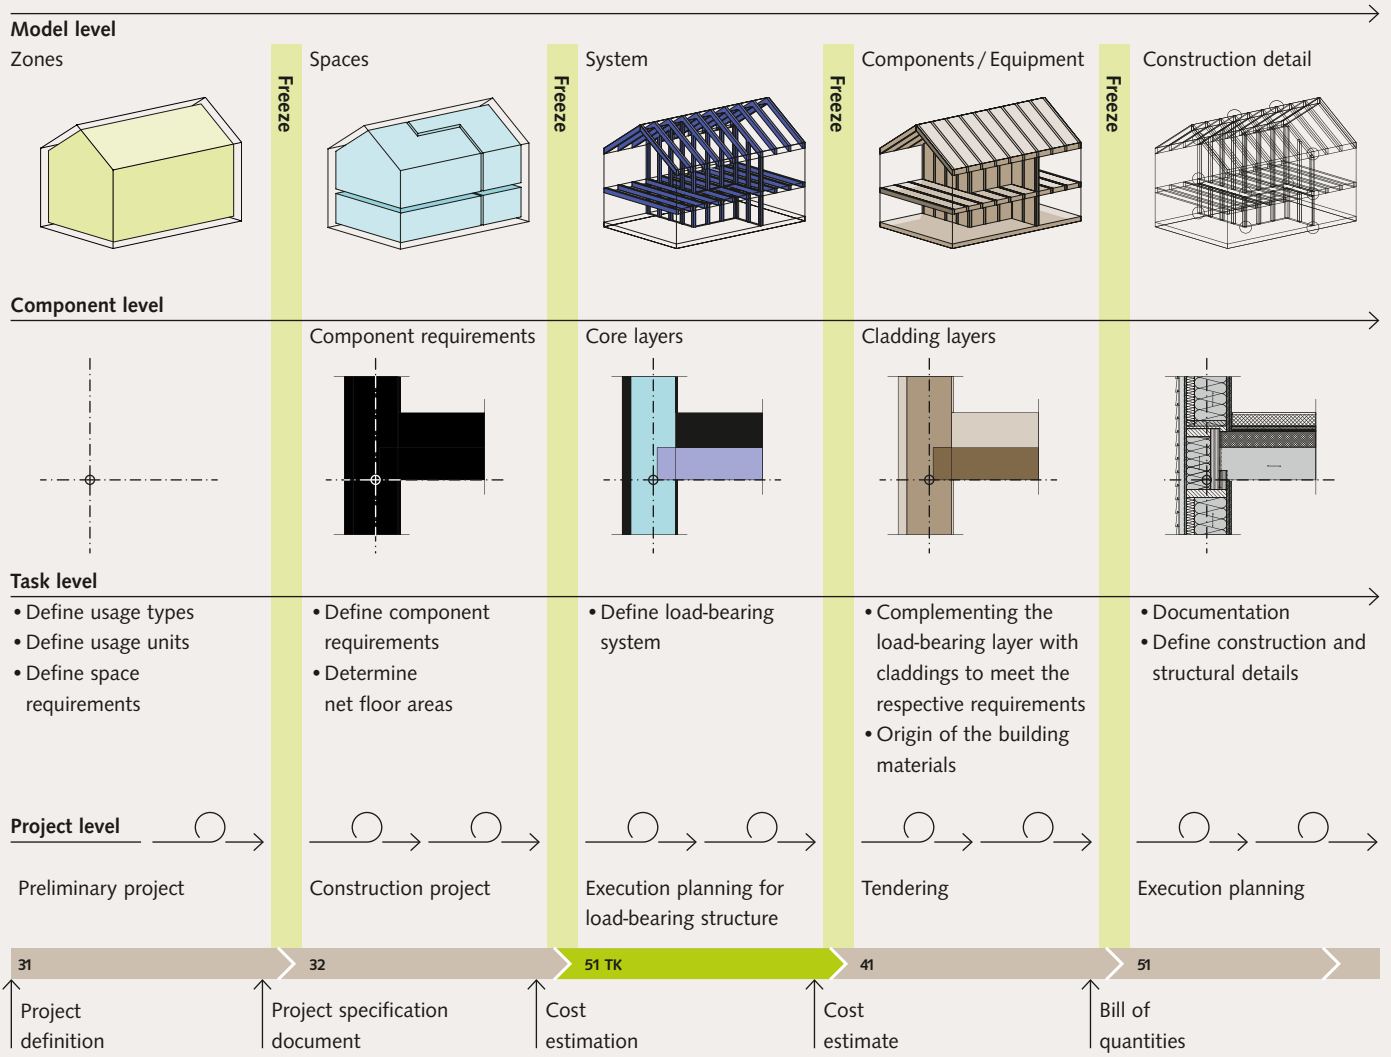 Model level
Zones
Spaces
System
Components / Equipment
Construction detail
Freeze
Freeze
Freeze
Freeze
Component level
Component requirements
Core layers
Cladding layers
Task level
• Define usage types
• Define usage units
• Define space
requirements
• Define component
requirements
• Determine
net floor areas
• Define load-bearing
system
• Complementing the
load-bearing layer with
claddings to meet the
respective requirements
• Origin of the building
materials
• Documentation
• Define construction and
structural details
Project level
Preliminary project
Construction project
Execution planning for
load-bearing structure
Tendering
Execution planning
31
32
51 TK
41
51
Project
definition
Project specification
document
Cost
estimation
Cost
estimate
Bill of
quantities